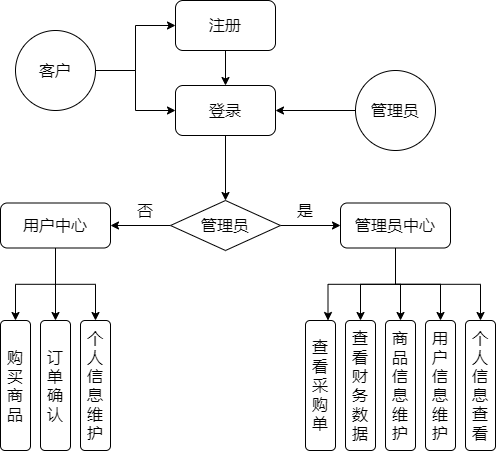 注册
客户
登录
管理员
否
管理员
是
用户中心
管理员中心
购买商品
订单确认
个人信息维护
查看采购单
查看财务数据
商品信息维护
用户信息维护
个人信息查看